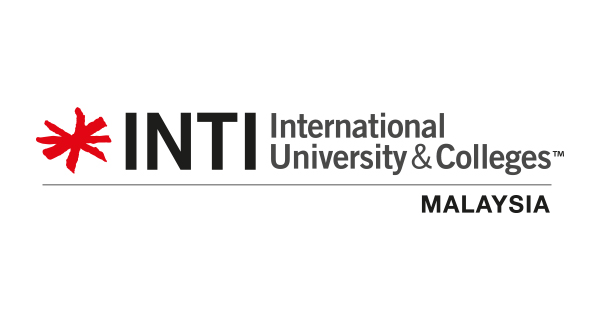 INTI International
University & Colleges™
MALAYSIA